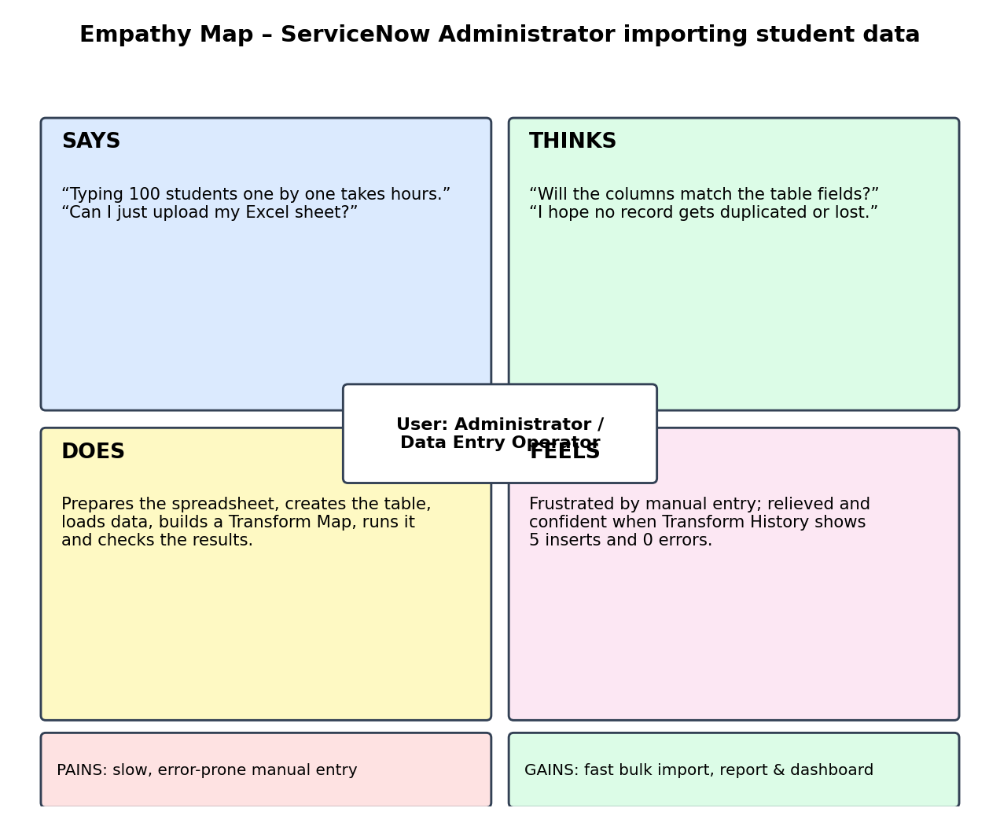 Empathy Map – ServiceNow Administrator importing student data
SAYS
“Typing 100 students one by one takes hours.”
“Can I just upload my Excel sheet?”
THINKS
“Will the columns match the table fields?”
“I hope no record gets duplicated or lost.”
User: Administrator /
Data Entry Operator
DOES
Prepares the spreadsheet, creates the table,
loads data, builds a Transform Map, runs it
and checks the results.
FEELS
Frustrated by manual entry; relieved and
confident when Transform History shows
5 inserts and 0 errors.
PAINS: slow, error-prone manual entry
GAINS: fast bulk import, report & dashboard